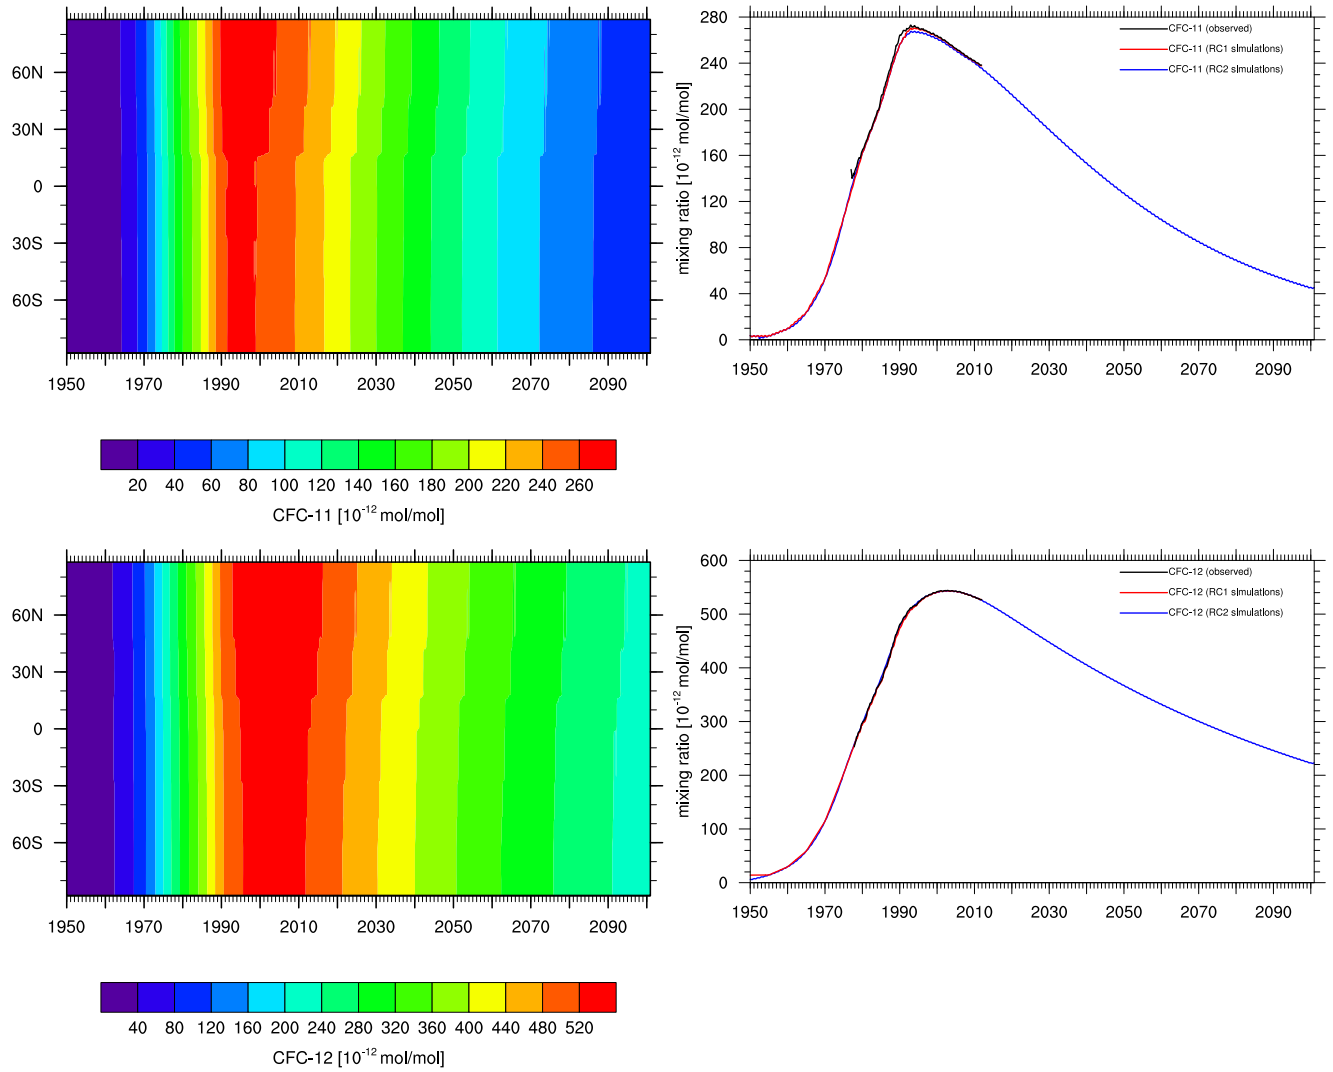 60N
30N
0
30S
60S
1950 1970 1990 2010 2030 2050 2070 2090
20 40 60 80 100 120 140 160 180 200 220 240 260
CFC-11 [10⁻¹² mol/mol]
280
240
200
160
120
80
40
0
mixing ratio [10⁻¹² mol/mol]
CFC-11 (observed)
CFC-11 (RC1 simulations)
CFC-11 (RC2 simulations)
1950 1970 1990 2010 2030 2050 2070 2090
60N
30N
0
30S
60S
1950 1970 1990 2010 2030 2050 2070 2090
40 80 120 160 200 240 280 320 360 400 440 480 520
CFC-12 [10⁻¹² mol/mol]
600
500
400
300
200
100
0
mixing ratio [10⁻¹² mol/mol]
CFC-12 (observed)
CFC-12 (RC1 simulations)
CFC-12 (RC2 simulations)
1950 1970 1990 2010 2030 2050 2070 2090